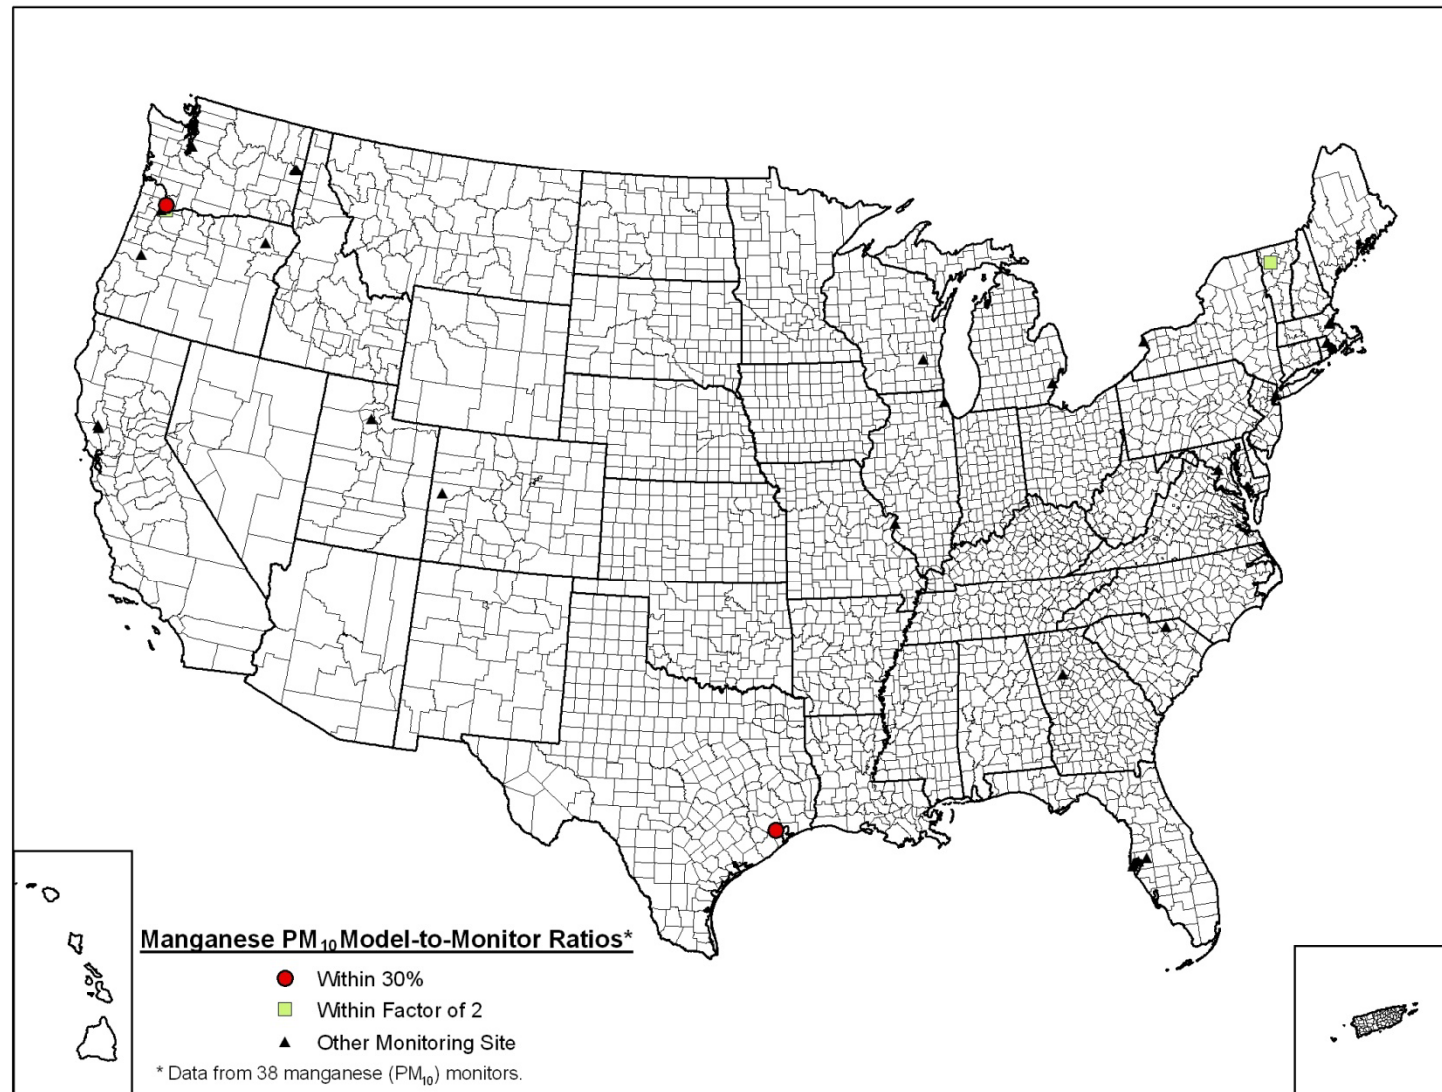 Manganese PM₁₀ Model-to-Monitor Ratios*
Within 30%
Within Factor of 2
Other Monitoring Site
* Data from 38 manganese (PM₁₀) monitors.